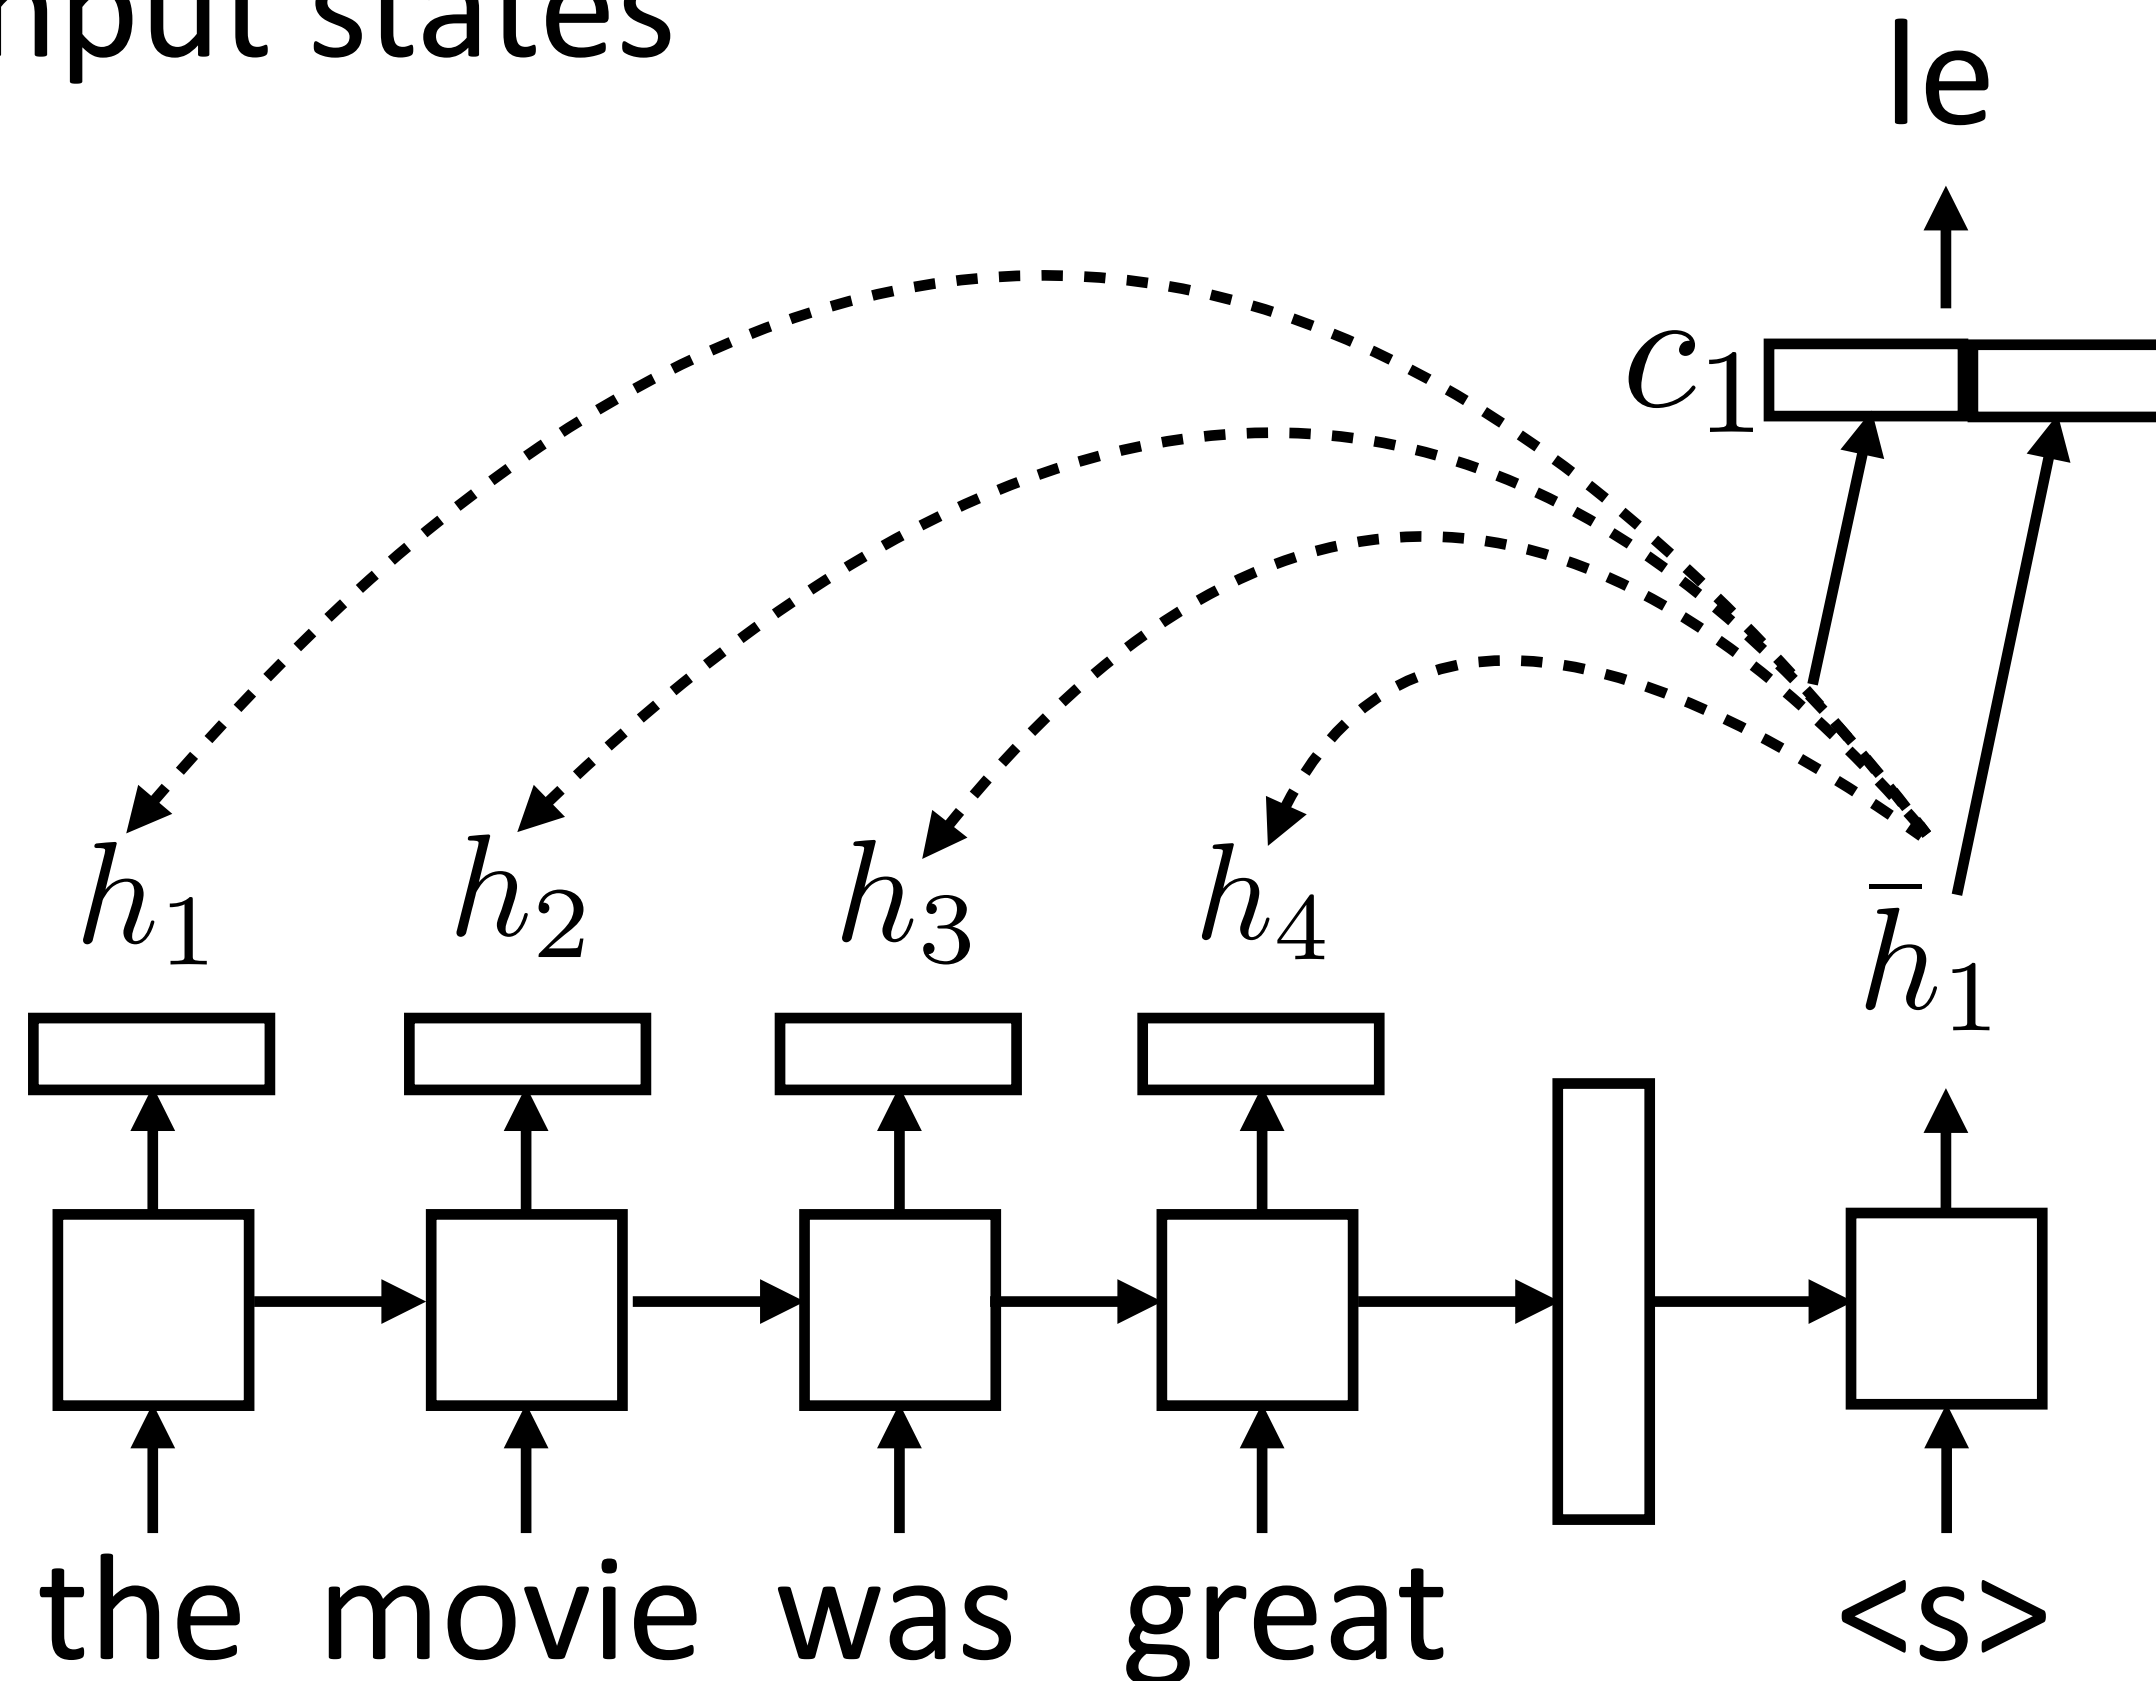 nput states
le
c₁
h₁ h₂ h₃ h₄
h̄₁
the movie was great <s>